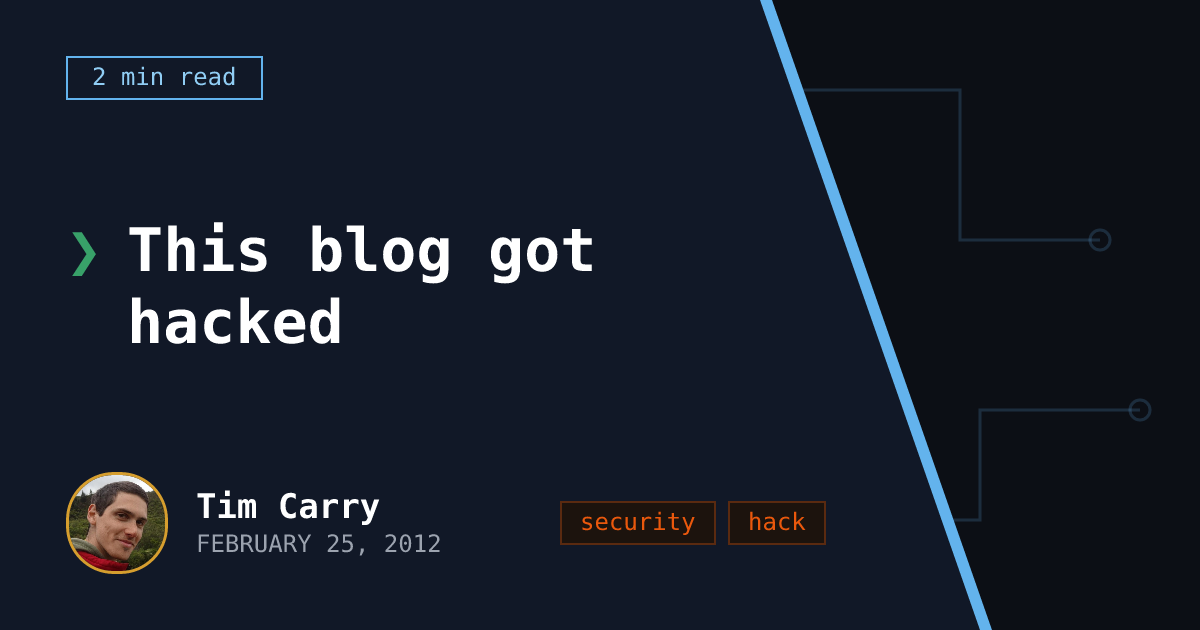 2 min read
❯ This blog got
hacked
Tim Carry
FEBRUARY 25, 2012
security
hack